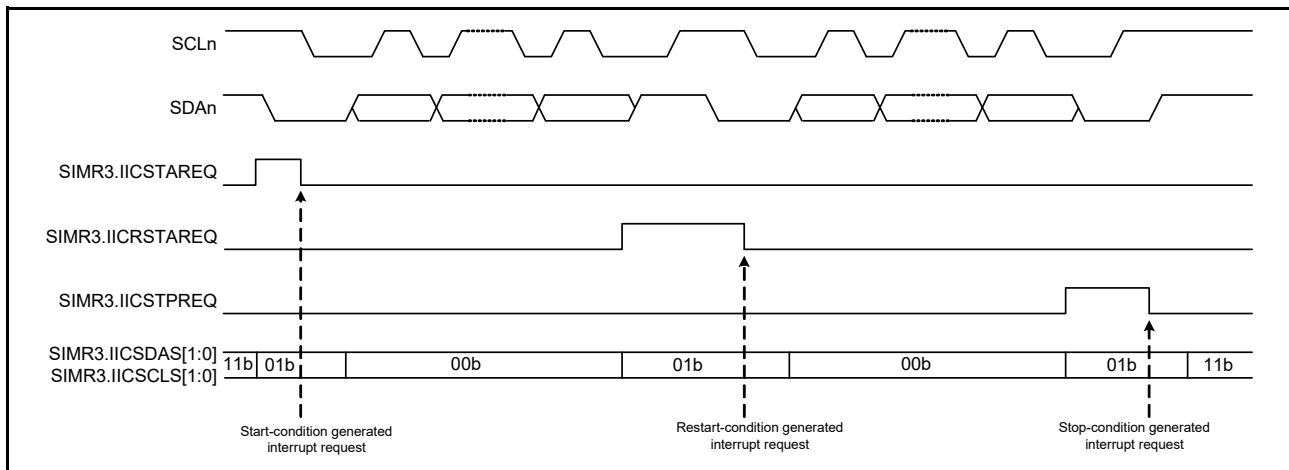 SCLn
SDAn
SIMR3.IICSTAREQ
SIMR3.IICRSTAREQ
SIMR3.IICSTPREQ
SIMR3.IICSDAS[1:0]
SIMR3.IICSCLS[1:0]
11b 01b 00b 01b 00b 01b 11b
Start-condition generated
interrupt request
Restart-condition generated
interrupt request
Stop-condition generated
interrupt request